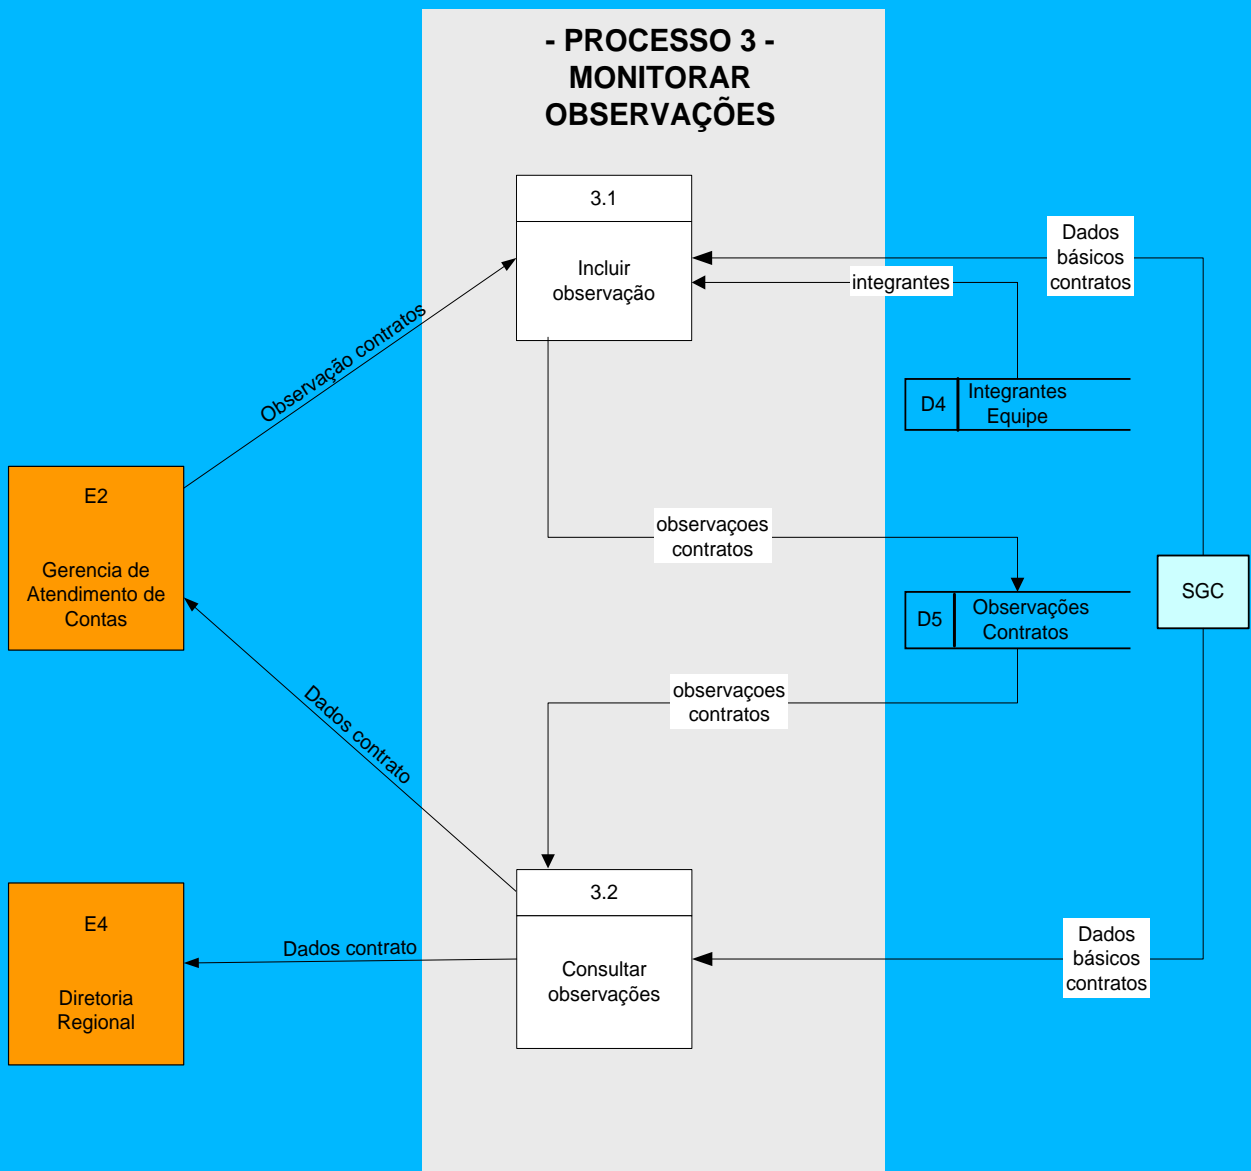 - PROCESSO 3 -
MONITORAR
OBSERVAÇÕES
3.1
Incluir
observação
Dados
básicos
contratos
integrantes
Observação contratos
D4
Integrantes
Equipe
E2
Gerencia de
Atendimento de
Contas
observaçoes
contratos
SGC
D5
Observações
Contratos
observaçoes
contratos
Dados contrato
3.2
Consultar
observações
E4
Diretoria
Regional
Dados contrato
Dados
básicos
contratos